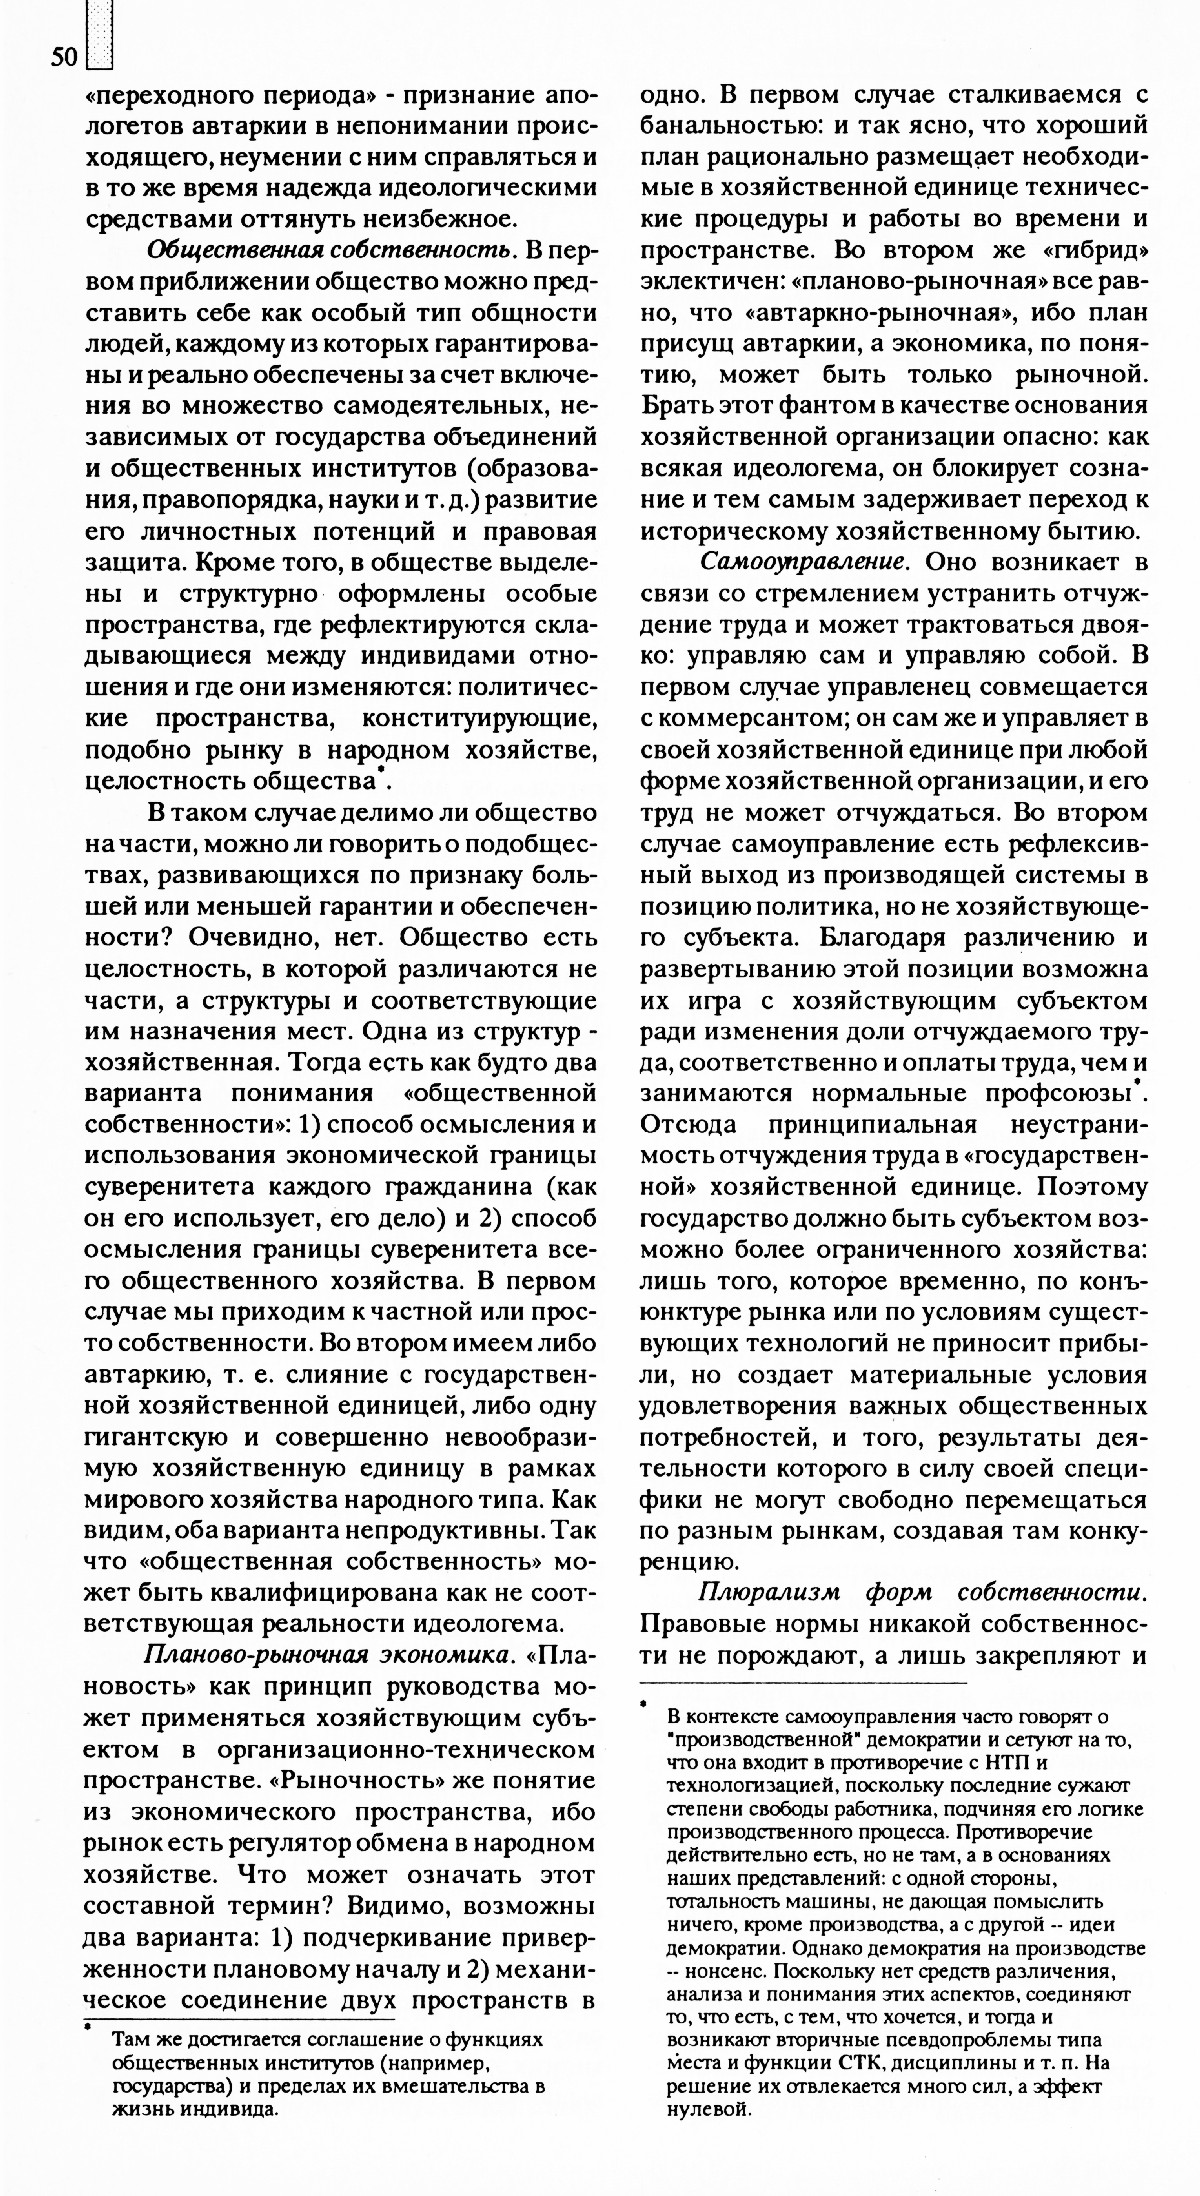 50
«переходного периода» - признание апо-
логетов автаркии в непонимании проис-
ходящего, неумении с ним справляться и
в то же время надежда идеологическими
средствами оттянуть неизбежное.
Общественная собственность. В пер-
вом приближении общество можно пред-
ставить себе как особый тип общности
людей, каждому из которых гарантирова-
ны и реально обеспечены за счет включе-
ния во множество самодеятельных, не-
зависимых от государства объединений
и общественных институтов (образова-
ния, правопорядка, науки и т. д.) развитие
его личностных потенций и правовая
защита. Кроме того, в обществе выделе-
ны и структурно оформлены особые
пространства, где рефлектируются скла-
дывающиеся между индивидами отно-
шения и где они изменяются: политичес-
кие пространства, конституирующие,
подобно рынку в народном хозяйстве,
целостность общества*.
В таком случае делимо ли общество
на части, можно ли говорить о подобщес-
твах, развивающихся по признаку боль-
шей или меньшей гарантии и обеспечен-
ности? Очевидно, нет. Общество есть
целостность, в которой различаются не
части, а структуры и соответствующие
им назначения мест. Одна из структур -
хозяйственная. Тогда есть как будто два
варианта понимания «общественной
собственности»: 1) способ осмысления и
использования экономической границы
суверенитета каждого гражданина (как
он его использует, его дело) и 2) способ
осмысления границы суверенитета все-
го общественного хозяйства. В первом
случае мы приходим к частной или прос-
то собственности. Во втором имеем либо
автаркию, т. е. слияние с государствен-
ной хозяйственной единицей, либо одну
гигантскую и совершенно невообрази-
мую хозяйственную единицу в рамках
мирового хозяйства народного типа. Как
видим, оба варианта непродуктивны. Так
что «общественная собственность» мо-
жет быть квалифицирована как не соот-
ветствующая реальности идеологема.
Планово-рыночная экономика. «Пла-
новость» как принцип руководства мо-
жет применяться хозяйствующим субъ-
ектом в организационно-техническом
пространстве. «Рыночность» же понятие
из экономического пространства, ибо
рынок есть регулятор обмена в народном
хозяйстве. Что может означать этот
составной термин? Видимо, возможны
два варианта: 1) подчеркивание привер-
женности плановому началу и 2) механи-
ческое соединение двух пространств в
* Там же достигается соглашение о функциях
общественных институтов (например,
государства) и пределах их вмешательства в
жизнь индивида.
одно. В первом случае сталкиваемся с
банальностью: и так ясно, что хороший
план рационально размещает необходи-
мые в хозяйственной единице техничес-
кие процедуры и работы во времени и
пространстве. Во втором же «гибрид»
эклектичен: «планово-рыночная» все рав-
но, что «автаркно-рыночная», ибо план
присущ автаркии, а экономика, по поня-
тию, может быть только рыночной.
Брать этот фантом в качестве основания
хозяйственной организации опасно: как
всякая идеологема, он блокирует созна-
ние и тем самым задерживает переход к
историческому хозяйственному бытию.
Самооуправление. Оно возникает в
связи со стремлением устранить отчуж-
дение труда и может трактоваться двоя-
ко: управляю сам и управляю собой. В
первом случае управленец совмещается
с коммерсантом; он сам же и управляет в
своей хозяйственной единице при любой
форме хозяйственной организации, и его
труд не может отчуждаться. Во втором
случае самоуправление есть рефлексив-
ный выход из производящей системы в
позицию политика, но не хозяйствующе-
го субъекта. Благодаря различению и
развертыванию этой позиции возможна
их игра с хозяйствующим субъектом
ради изменения доли отчуждаемого тру-
да, соответственно и оплаты труда, чем и
занимаются нормальные профсоюзы*.
Отсюда принципиальная неустрани-
мость отчуждения труда в «государствен-
ной» хозяйственной единице. Поэтому
государство должно быть субъектом воз-
можно более ограниченного хозяйства:
лишь того, которое временно, по конъ-
юнктуре рынка или по условиям сущест-
вующих технологий не приносит прибы-
ли, но создает материальные условия
удовлетворения важных общественных
потребностей, и того, результаты дея-
тельности которого в силу своей специ-
фики не могут свободно перемещаться
по разным рынкам, создавая там конку-
ренцию.
Плюрализм форм собственности.
Правовые нормы никакой собственнос-
ти не порождают, а лишь закрепляют и
* В контексте самооуправления часто говорят о
"производственной" демократии и сетуют на то,
что она входит в противоречие с НТП и
технологизацией, поскольку последние сужают
степени свободы работника, подчиняя его логике
производственного процесса. Противоречие
действительно есть, но не там, а в основаниях
наших представлений: с одной стороны,
тотальность машины, не дающая помыслить
ничего, кроме производства, а с другой -- идеи
демократии. Однако демократия на производстве
-- нонсенс. Поскольку нет средств различения,
анализа и понимания этих аспектов, соединяют
то, что есть, с тем, что хочется, и тогда и
возникают вторичные псевдопроблемы типа
места и функции СТК, дисциплины и т. п. На
решение их отвлекается много сил, а эффект
нулевой.